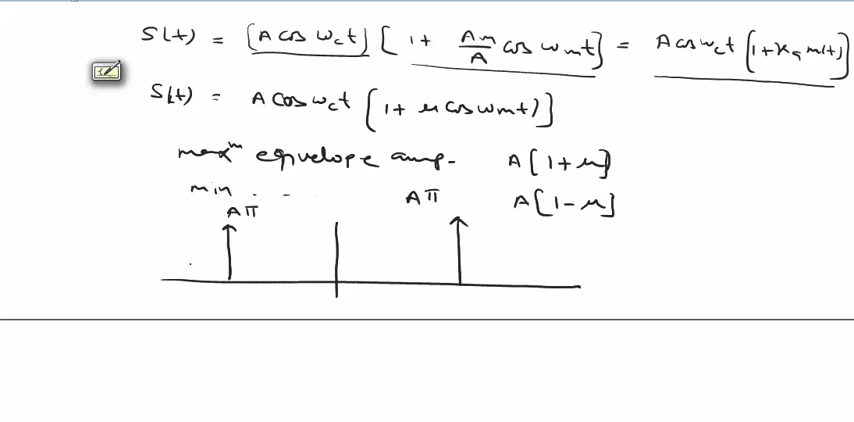 S(t) = (A cos ωct) [1 + Am/A cos ωmt] = A cos ωct [1 + Ka m(t)]
S(t) = A cos ωct [1 + μ cos ωmt)]
maxm envelope amp- A[1+μ]
min - - - A[1-μ]
Aπ Aπ